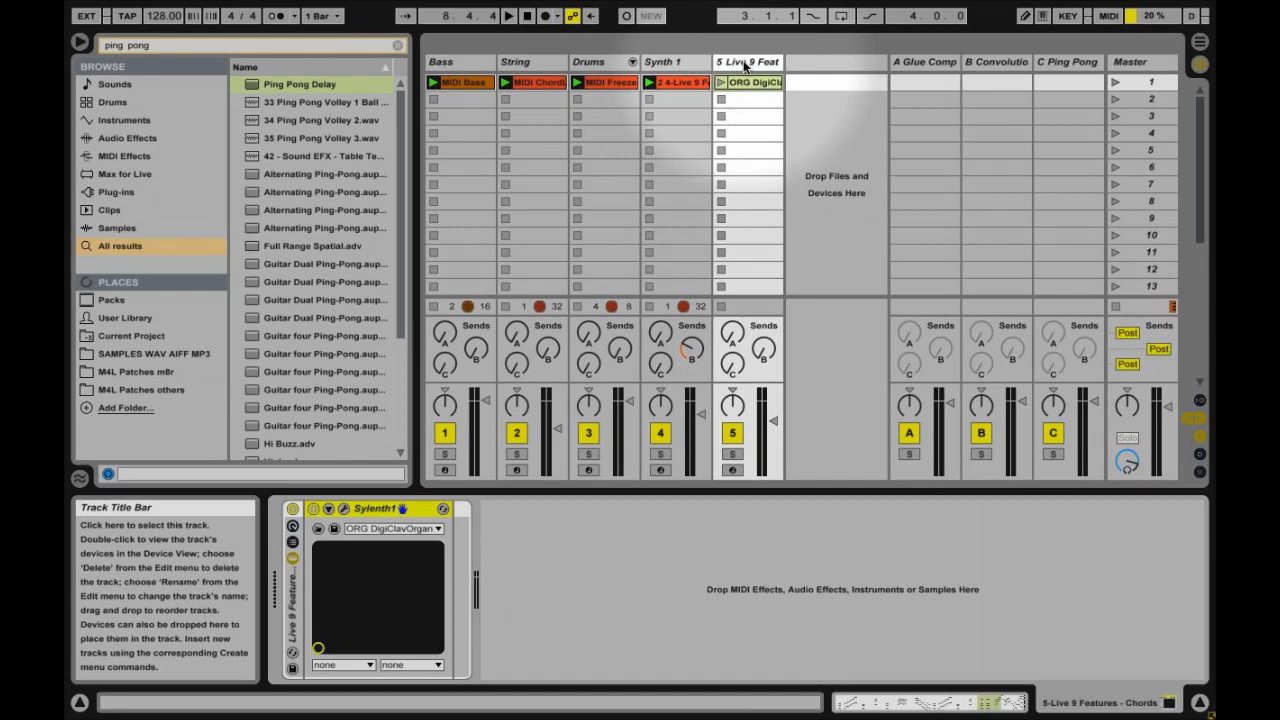 EXT TAP 128.00 4 / 4 1 Bar 8. 4. 4 NEW 3. 1. 1 4. 0. 0 KEY MIDI 20 % D
ping pong
BROWSE
Sounds
Drums
Instruments
Audio Effects
MIDI Effects
Max for Live
Plug-ins
Clips
Samples
All results
PLACES
Packs
User Library
Current Project
SAMPLES WAV AIFF MP3
M4L Patches m8r
M4L Patches others
Add Folder...
Name
Ping Pong Delay
33 Ping Pong Volley 1 Ball ...
34 Ping Pong Volley 2.wav
35 Ping Pong Volley 3.wav
42 - Sound EFX - Table Te...
Alternating Ping-Pong.aup...
Alternating Ping-Pong.aup...
Alternating Ping-Pong.aup...
Alternating Ping-Pong.aup...
Full Range Spatial.adv
Guitar Dual Ping-Pong.aup...
Guitar Dual Ping-Pong.aup...
Guitar Dual Ping-Pong.aup...
Guitar Dual Ping-Pong.aup...
Guitar four Ping-Pong.aup...
Guitar four Ping-Pong.aup...
Guitar four Ping-Pong.aup...
Guitar four Ping-Pong.aup...
Guitar four Ping-Pong.aup...
Guitar four Ping-Pong.aup...
Hi Buzz.adv
Bass String Drums Synth 1 5 Live 9 Feat A Glue Comp B Convolutio C Ping Pong Master
MIDI Bass MIDI Chord MIDI Freeze 2 4-Live 9 F ORG DigiCla 1
2
3
4
5
6
7
8
9
10
11
12
13
Drop Files and
Devices Here
2 16 1 32 4 8 1 32
Sends Sends Sends Sends Sends Sends Sends Sends Sends
A A A A A A A A Post
B B B B B B B B Post
C C C C C C C C Post
1 2 3 4 5 A B C Solo
S S S S S S S S
Track Title Bar
Click here to select this track.
Double-click to view the track's
devices in the Device View; choose
'Delete' from the Edit menu to delete
the track; choose 'Rename' from the
Edit menu to change the track's name;
drag and drop to reorder tracks.
Devices can also be dropped here to
place them in the track. Insert new
tracks using the corresponding Create
menu commands.
Live 9 Feature...
Sylenth1
ORG DigiClavOrgan
none none
Drop MIDI Effects, Audio Effects, Instruments or Samples Here
5-Live 9 Features - Chords